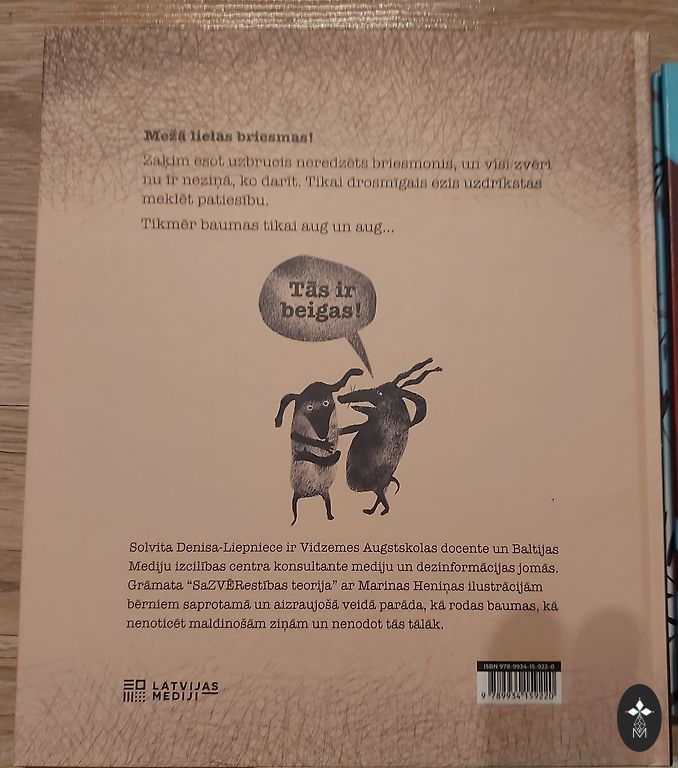 Mežā lielas briesmas!
Zaķim esot uzbrucis neredzēts briesmonis, un visi zvēri
nu ir neziņā, ko darīt. Tikai drosmīgais ezis uzdrīkstas
meklēt patiesību.
Tikmēr baumas tikai aug un aug...
Tās ir
beigas!
Solvita Denisa-Liepniece ir Vidzemes Augstskolas docente un Baltijas
Mediju izcilības centra konsultante mediju un dezinformācijas jomās.
Grāmata “SaZVĒRestības teorija” ar Marinas Heniņas ilustrācijām
bērniem saprotamā un aizraujošā veidā parāda, kā rodas baumas, kā
nenoticēt maldinošām ziņām un nenodot tās tālāk.
ISBN 978-9934-15-922-0
9 789934 159220
LATVIJAS
MEDIJI
M